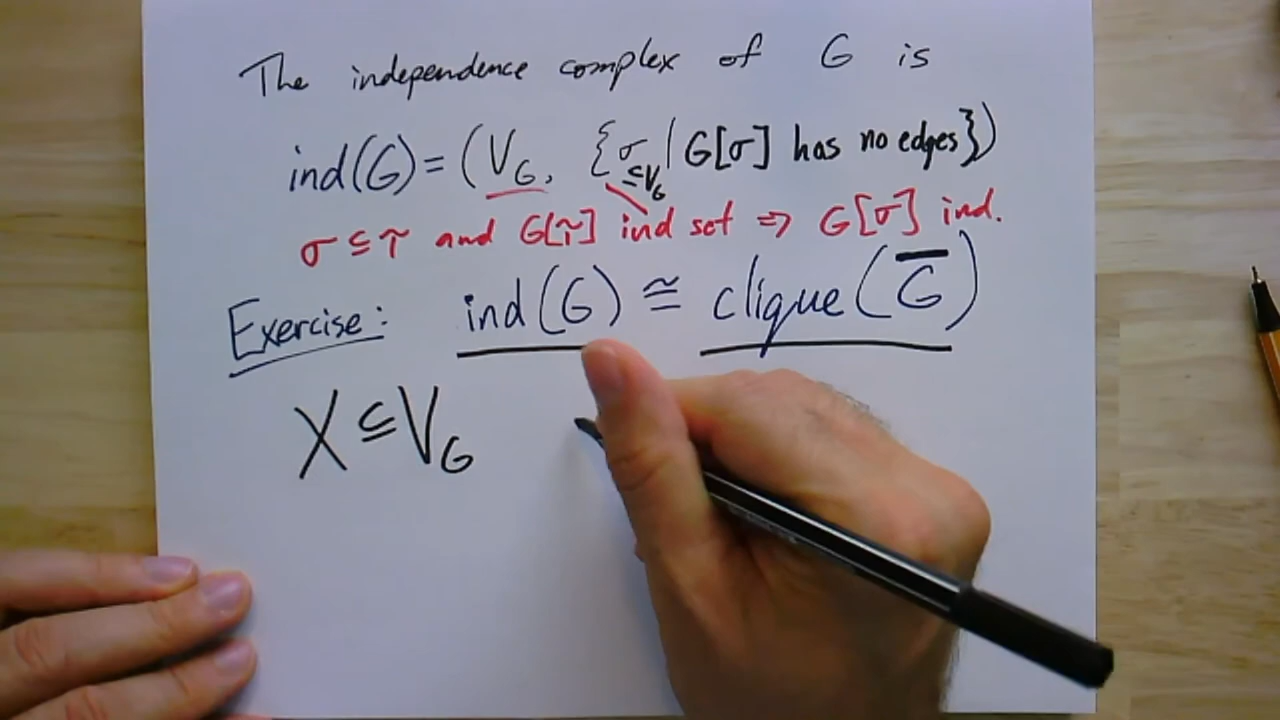 The independence complex of G is
ind(G) = (V_G, {σ ⊆ V_G | G[σ] has no edges})
σ ⊆ τ and G[τ] ind set ⇒ G[σ] ind.
Exercise: ind(G) ≅ clique(G̅)
X ⊆ V_G